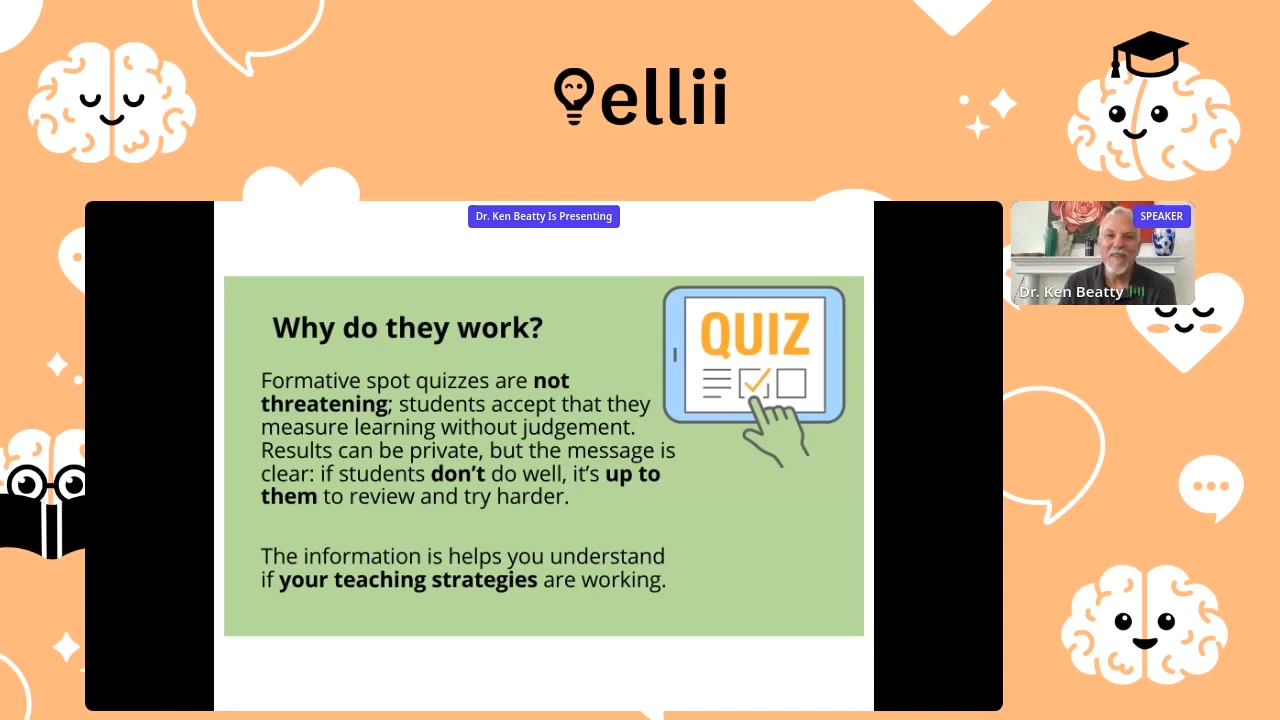 ellii
Dr. Ken Beatty Is Presenting
SPEAKER
Dr. Ken Beatty
Why do they work?
QUIZ
Formative spot quizzes are not
threatening; students accept that they
measure learning without judgement.
Results can be private, but the message is
clear: if students don’t do well, it’s up to
them to review and try harder.
The information is helps you understand
if your teaching strategies are working.